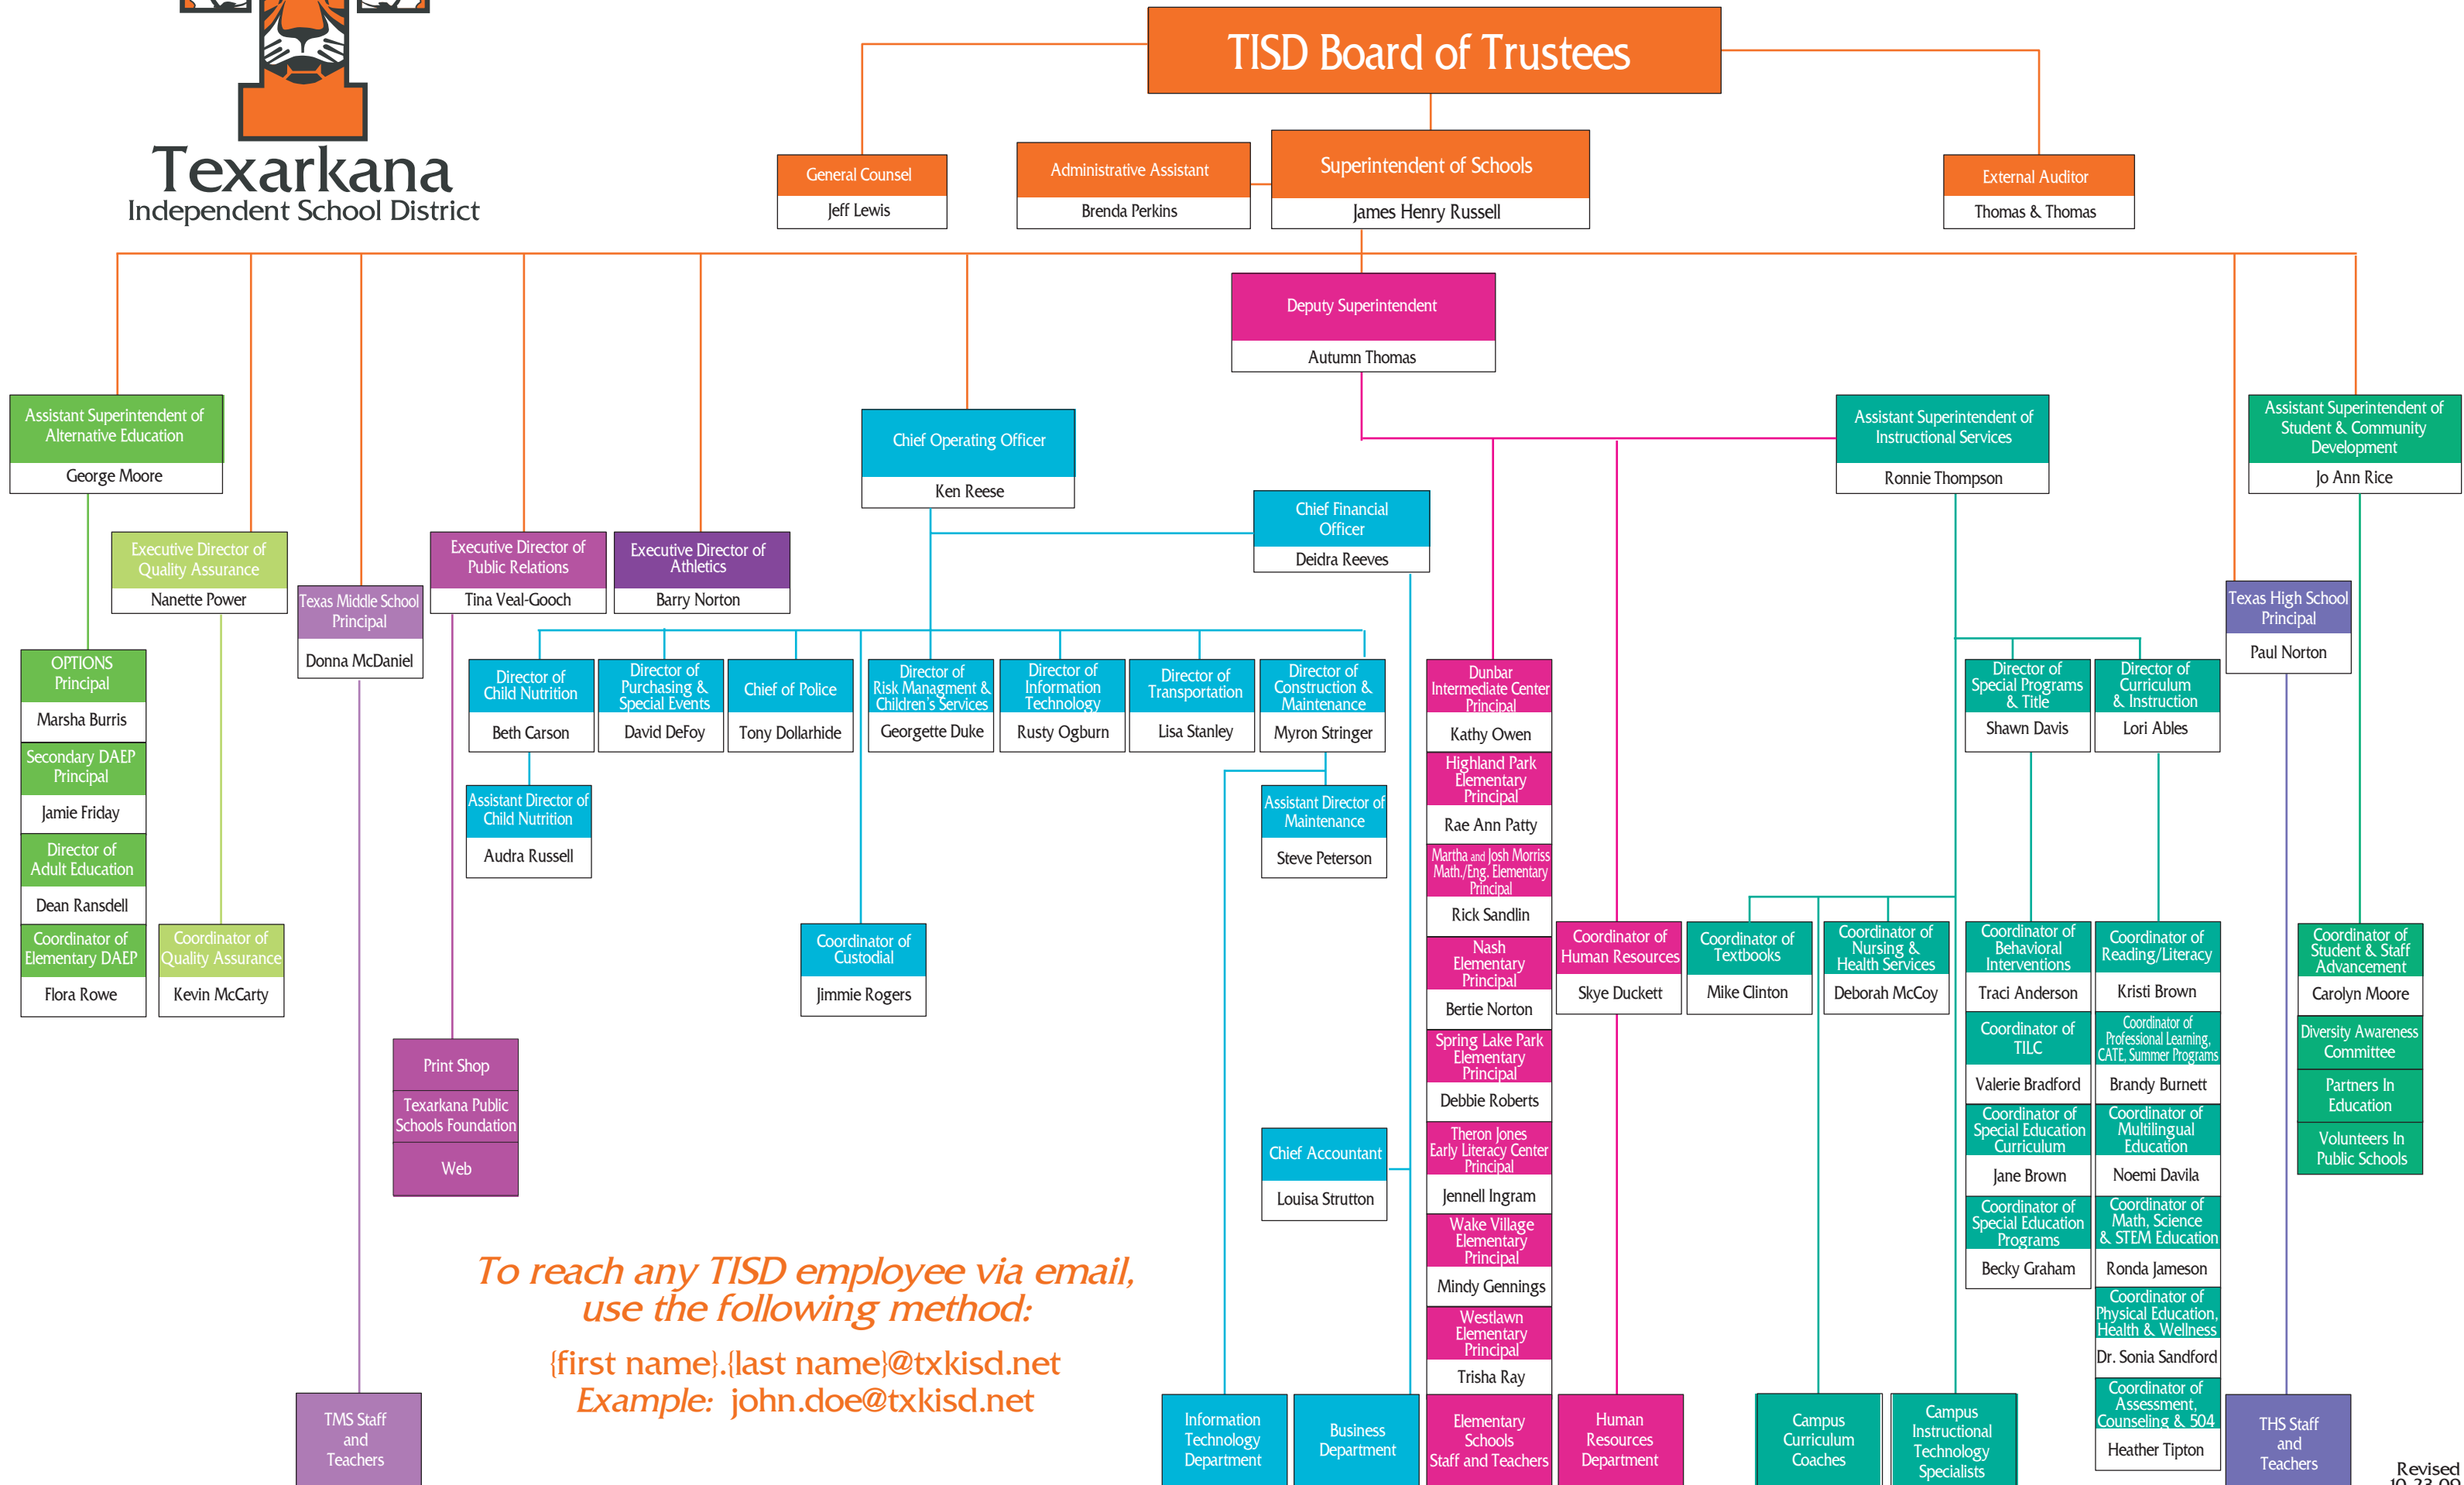 Texarkana
Independent School District
TISD Board of Trustees
General Counsel
Jeff Lewis
Administrative Assistant
Brenda Perkins
Superintendent of Schools
James Henry Russell
External Auditor
Thomas & Thomas
Deputy Superintendent
Autumn Thomas
Assistant Superintendent of
Alternative Education
George Moore
Chief Operating Officer
Ken Reese
Assistant Superintendent of
Instructional Services
Ronnie Thompson
Assistant Superintendent of
Student & Community
Development
Jo Ann Rice
Chief Financial
Officer
Deidra Reeves
Executive Director of
Quality Assurance
Nanette Power
Texas Middle School
Principal
Donna McDaniel
Executive Director of
Public Relations
Tina Veal-Gooch
Executive Director of
Athletics
Barry Norton
Texas High School
Principal
Paul Norton
OPTIONS
Principal
Marsha Burris
Secondary DAEP
Principal
Jamie Friday
Director of
Adult Education
Dean Ransdell
Coordinator of
Elementary DAEP
Flora Rowe
Coordinator of
Quality Assurance
Kevin McCarty
Director of
Child Nutrition
Beth Carson
Director of
Purchasing &
Special Events
David DeFoy
Chief of Police
Tony Dollarhide
Director of
Risk Managment &
Children's Services
Georgette Duke
Director of
Information
Technology
Rusty Ogburn
Director of
Transportation
Lisa Stanley
Director of
Construction &
Maintenance
Myron Stringer
Assistant Director of
Child Nutrition
Audra Russell
Assistant Director of
Maintenance
Steve Peterson
Coordinator of
Custodial
Jimmie Rogers
Print Shop
Texarkana Public
Schools Foundation
Web
Chief Accountant
Louisa Strutton
Dunbar
Intermediate Center
Principal
Kathy Owen
Highland Park
Elementary
Principal
Rae Ann Patty
Martha and Josh Morriss
Math./Eng. Elementary
Principal
Rick Sandlin
Nash
Elementary
Principal
Bertie Norton
Spring Lake Park
Elementary
Principal
Debbie Roberts
Theron Jones
Early Literacy Center
Principal
Jennell Ingram
Wake Village
Elementary
Principal
Mindy Gennings
Westlawn
Elementary
Principal
Trisha Ray
Coordinator of
Human Resources
Skye Duckett
Coordinator of
Textbooks
Mike Clinton
Coordinator of
Nursing &
Health Services
Deborah McCoy
Director of
Special Programs
& Title
Shawn Davis
Director of
Curriculum
& Instruction
Lori Ables
Coordinator of
Behavioral
Interventions
Traci Anderson
Coordinator of
TILC
Valerie Bradford
Coordinator of
Special Education
Curriculum
Jane Brown
Coordinator of
Special Education
Programs
Becky Graham
Coordinator of
Reading/Literacy
Kristi Brown
Coordinator of
Professional Learning,
CATE, Summer Programs
Brandy Burnett
Coordinator of
Multilingual
Education
Noemi Davila
Coordinator of
Math, Science
& STEM Education
Ronda Jameson
Coordinator of
Physical Education,
Health & Wellness
Dr. Sonia Sandford
Coordinator of
Assessment,
Counseling & 504
Heather Tipton
Coordinator of
Student & Staff
Advancement
Carolyn Moore
Diversity Awareness
Committee
Partners In
Education
Volunteers In
Public Schools
To reach any TISD employee via email,
use the following method:
{first name}.{last name}@txkisd.net
Example: john.doe@txkisd.net
TMS Staff
and
Teachers
Information
Technology
Department
Business
Department
Elementary
Schools
Staff and Teachers
Human
Resources
Department
Campus
Curriculum
Coaches
Campus
Instructional
Technology
Specialists
THS Staff
and
Teachers
Revised
10-23-09